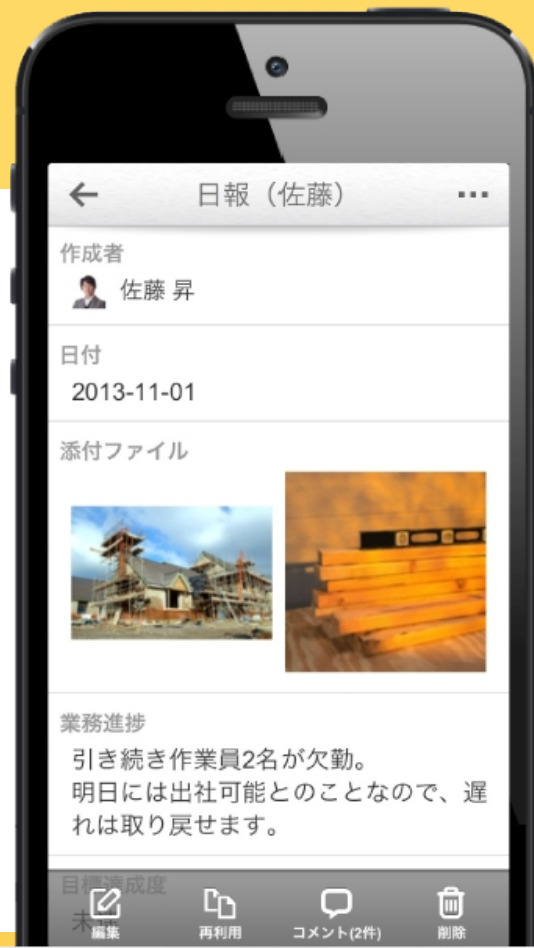 日報（佐藤）
作成者
佐藤 昇
日付
2013-11-01
添付ファイル
業務進捗
引き続き作業員2名が欠勤。
明日には出社可能とのことなので、遅
れは取り戻せます。
目標達成度
編集
再利用
コメント(2件)
削除